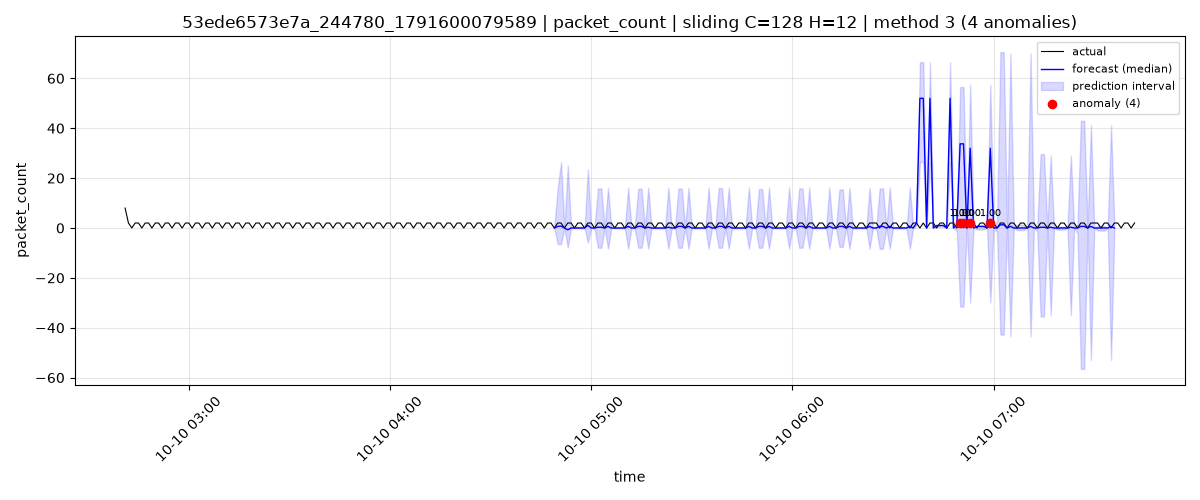 53ede6573e7a_244780_1791600079589 | packet_count | sliding C=128 H=12 | method 3 (4 anomalies)
actual
forecast (median)
prediction interval
anomaly (4)
packet_count
60
40
20
0
−20
−40
−60
1.00
10-10 03:00
10-10 04:00
10-10 05:00
10-10 06:00
10-10 07:00
time